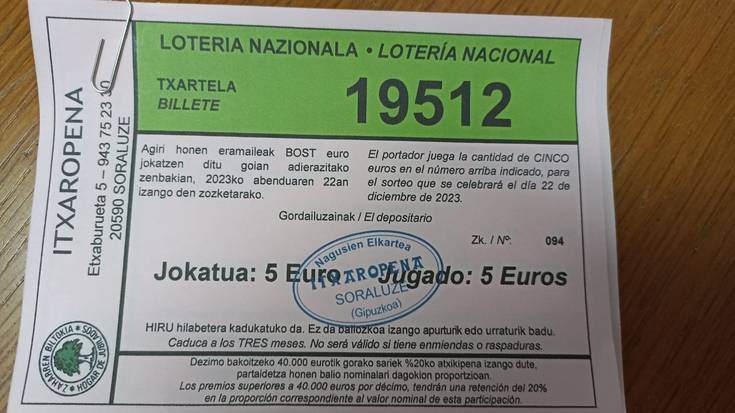 LOTERIA NAZIONALA • LOTERÍA NACIONAL
TXARTELA
BILLETE
19512
ITXAROPENA
Etxaburueta 5 – 943 75 23 30
20590 SORALUZE
Agiri honen eramaileak BOST euro
jokatzen ditu goian adierazitako
zenbakian, 2023ko abenduaren 22an
izango den zozketarako.
El portador juega la cantidad de CINCO
euros en el número arriba indicado, para
el sorteo que se celebrará el día 22 de
diciembre de 2023.
Gordailuzainak / El depositario
Zk. / Nº: 094
Jokatua: 5 Euro Jugado: 5 Euros
Nagusien Elkartea
ITXAROPENA
SORALUZE
(Gipuzkoa)
HIRU hilabetera kadukatuko da. Ez da baliozkoa izango apurturik edo urraturik badu.
Caduca a los TRES meses. No será válido si tiene enmiendas o raspaduras.
ZAHARREN BILTOKIA
HOGAR DE JUBILADOS
Dezimo bakoitzeko 40.000 eurotik gorako sariek %20ko atxikipena izango dute,
partaidetza honen balio nominalari dagokion proportzioan.
Los premios superiores a 40.000 euros por décimo, tendrán una retención del 20%
en la proporción correspondiente al valor nominal de esta participación.